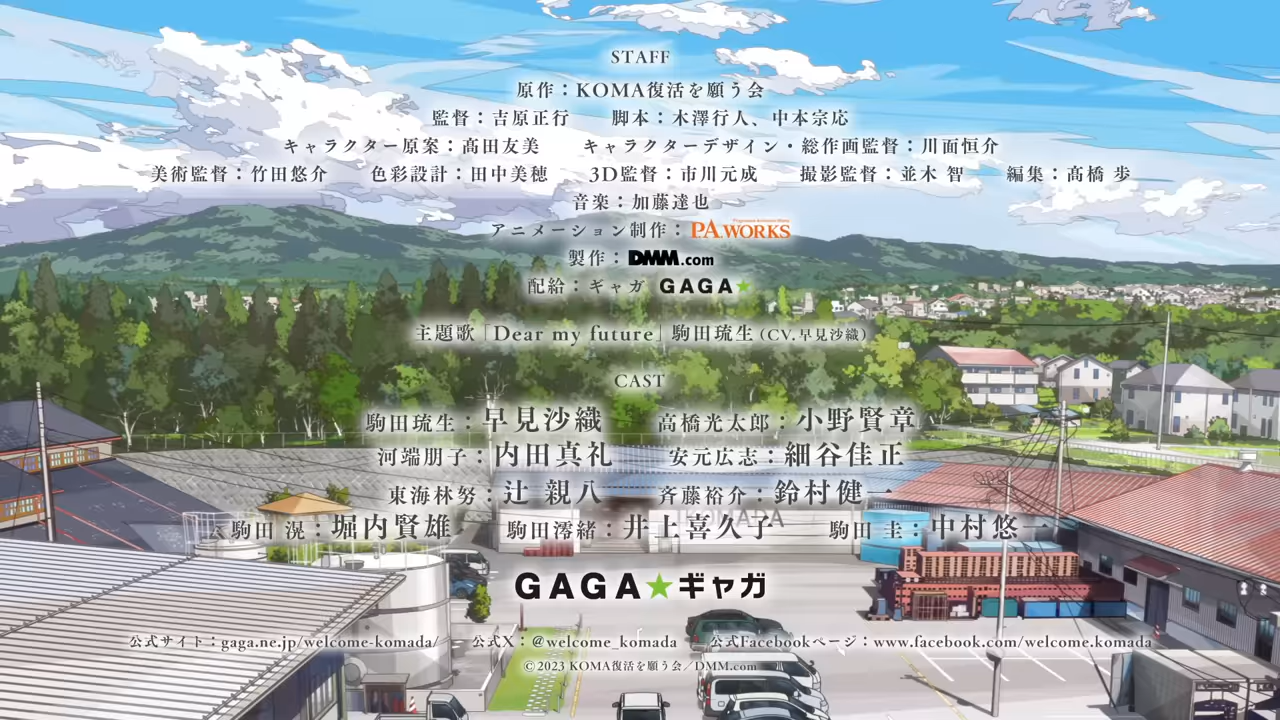 STAFF
原作：KOMA復活を願う会
監督：吉原正行　脚本：木澤行人、中本宗応
キャラクター原案：髙田友美　キャラクターデザイン・総作画監督：川面恒介
美術監督：竹田悠介　色彩設計：田中美穂　3D監督：市川元成　撮影監督：並木 智　編集：髙橋 歩
音楽：加藤達也
アニメーション制作：P.A.WORKS
製作：DMM.com
配給：ギャガ GAGA★
主題歌「Dear my future」駒田琉生（CV.早見沙織）
CAST
駒田琉生：早見沙織　高橋光太郎：小野賢章
河端朋子：内田真礼　安元広志：細谷佳正
東海林努：辻 親八　斉藤裕介：鈴村健一
駒田 滉：堀内賢雄　駒田澪緒：井上喜久子　駒田 圭：中村悠一
KOMADA
GAGA★ギャガ
公式サイト：gaga.ne.jp/welcome-komada/　公式X：@welcome_komada　公式Facebookページ：www.facebook.com/welcome.komada
©2023 KOMA復活を願う会／DMM.com